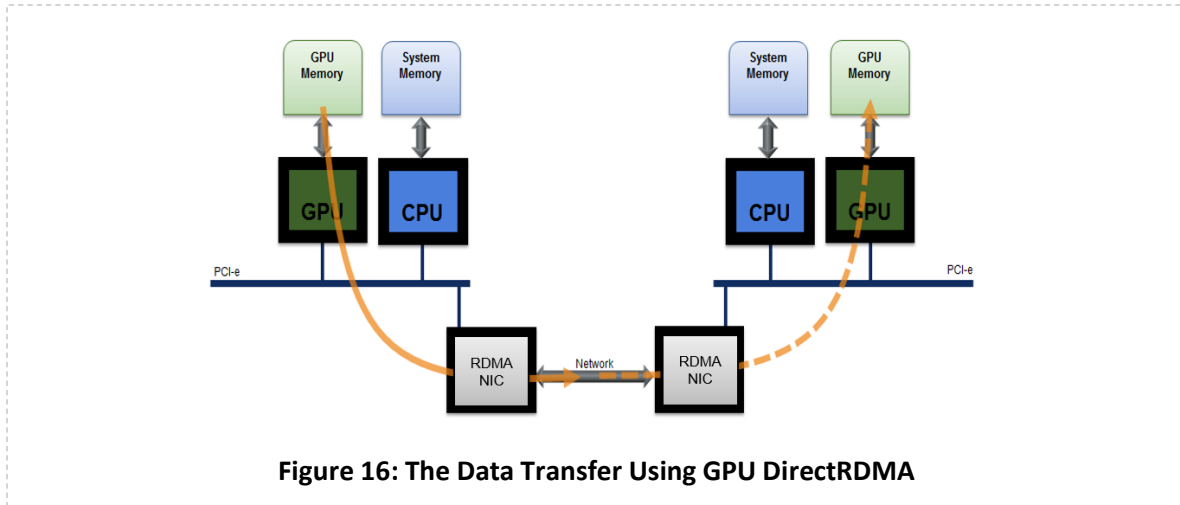 GPU
Memory
System
Memory
System
Memory
GPU
Memory
GPU
CPU
CPU
GPU
PCI-e
PCI-e
RDMA
NIC
Network
RDMA
NIC
Figure 16: The Data Transfer Using GPU DirectRDMA